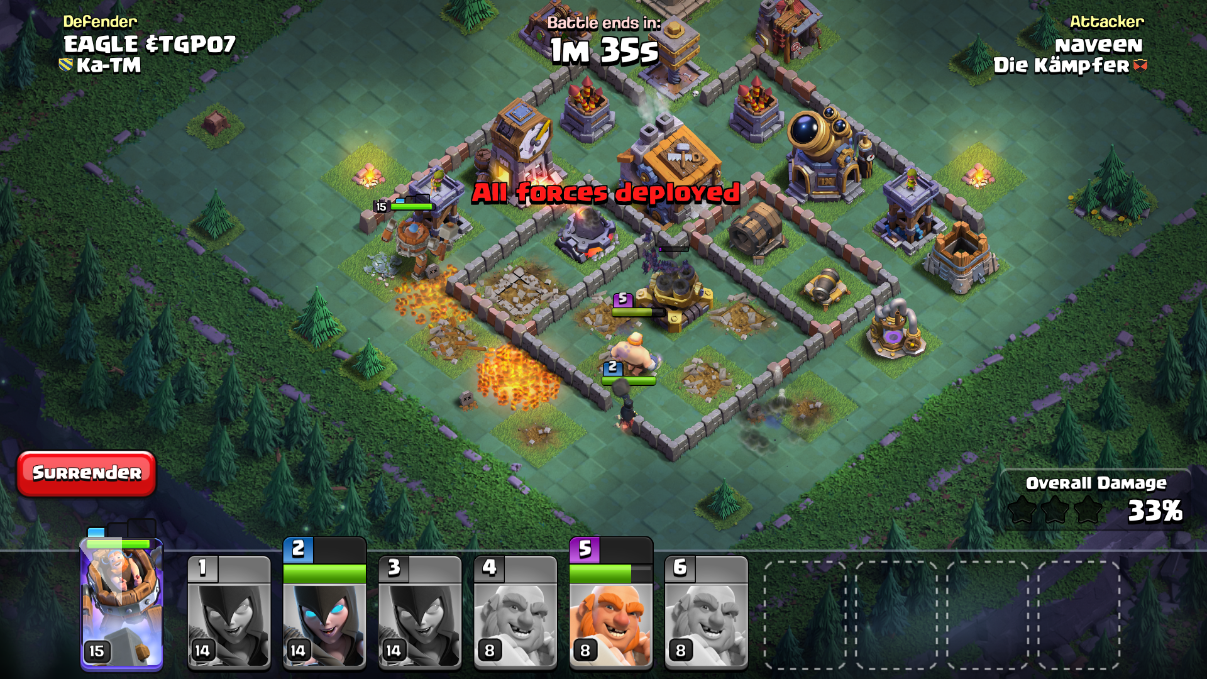 Defender
EAGLE &TGP07
Ka-TM
Battle ends in:
1M 35s
Attacker
naveen
Die Kämpfer
All forces deployed
15
5
2
Surrender
Overall Damage
33%
2
5
1
3
4
6
15
14
14
14
8
8
8